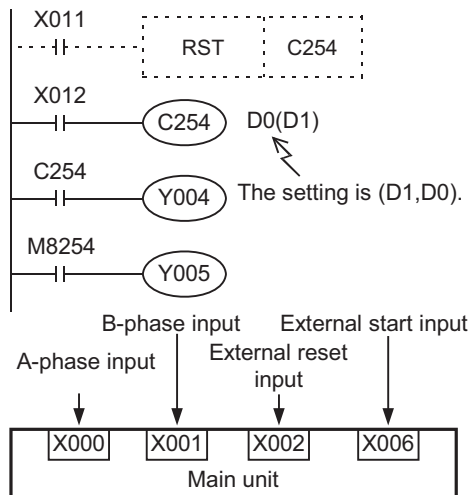 X011
RST C254
X012
C254 D0(D1)
The setting is (D1,D0).
C254
Y004
M8254
Y005
B-phase input External start input
A-phase input External reset
input
X000 X001 X002 X006
Main unit